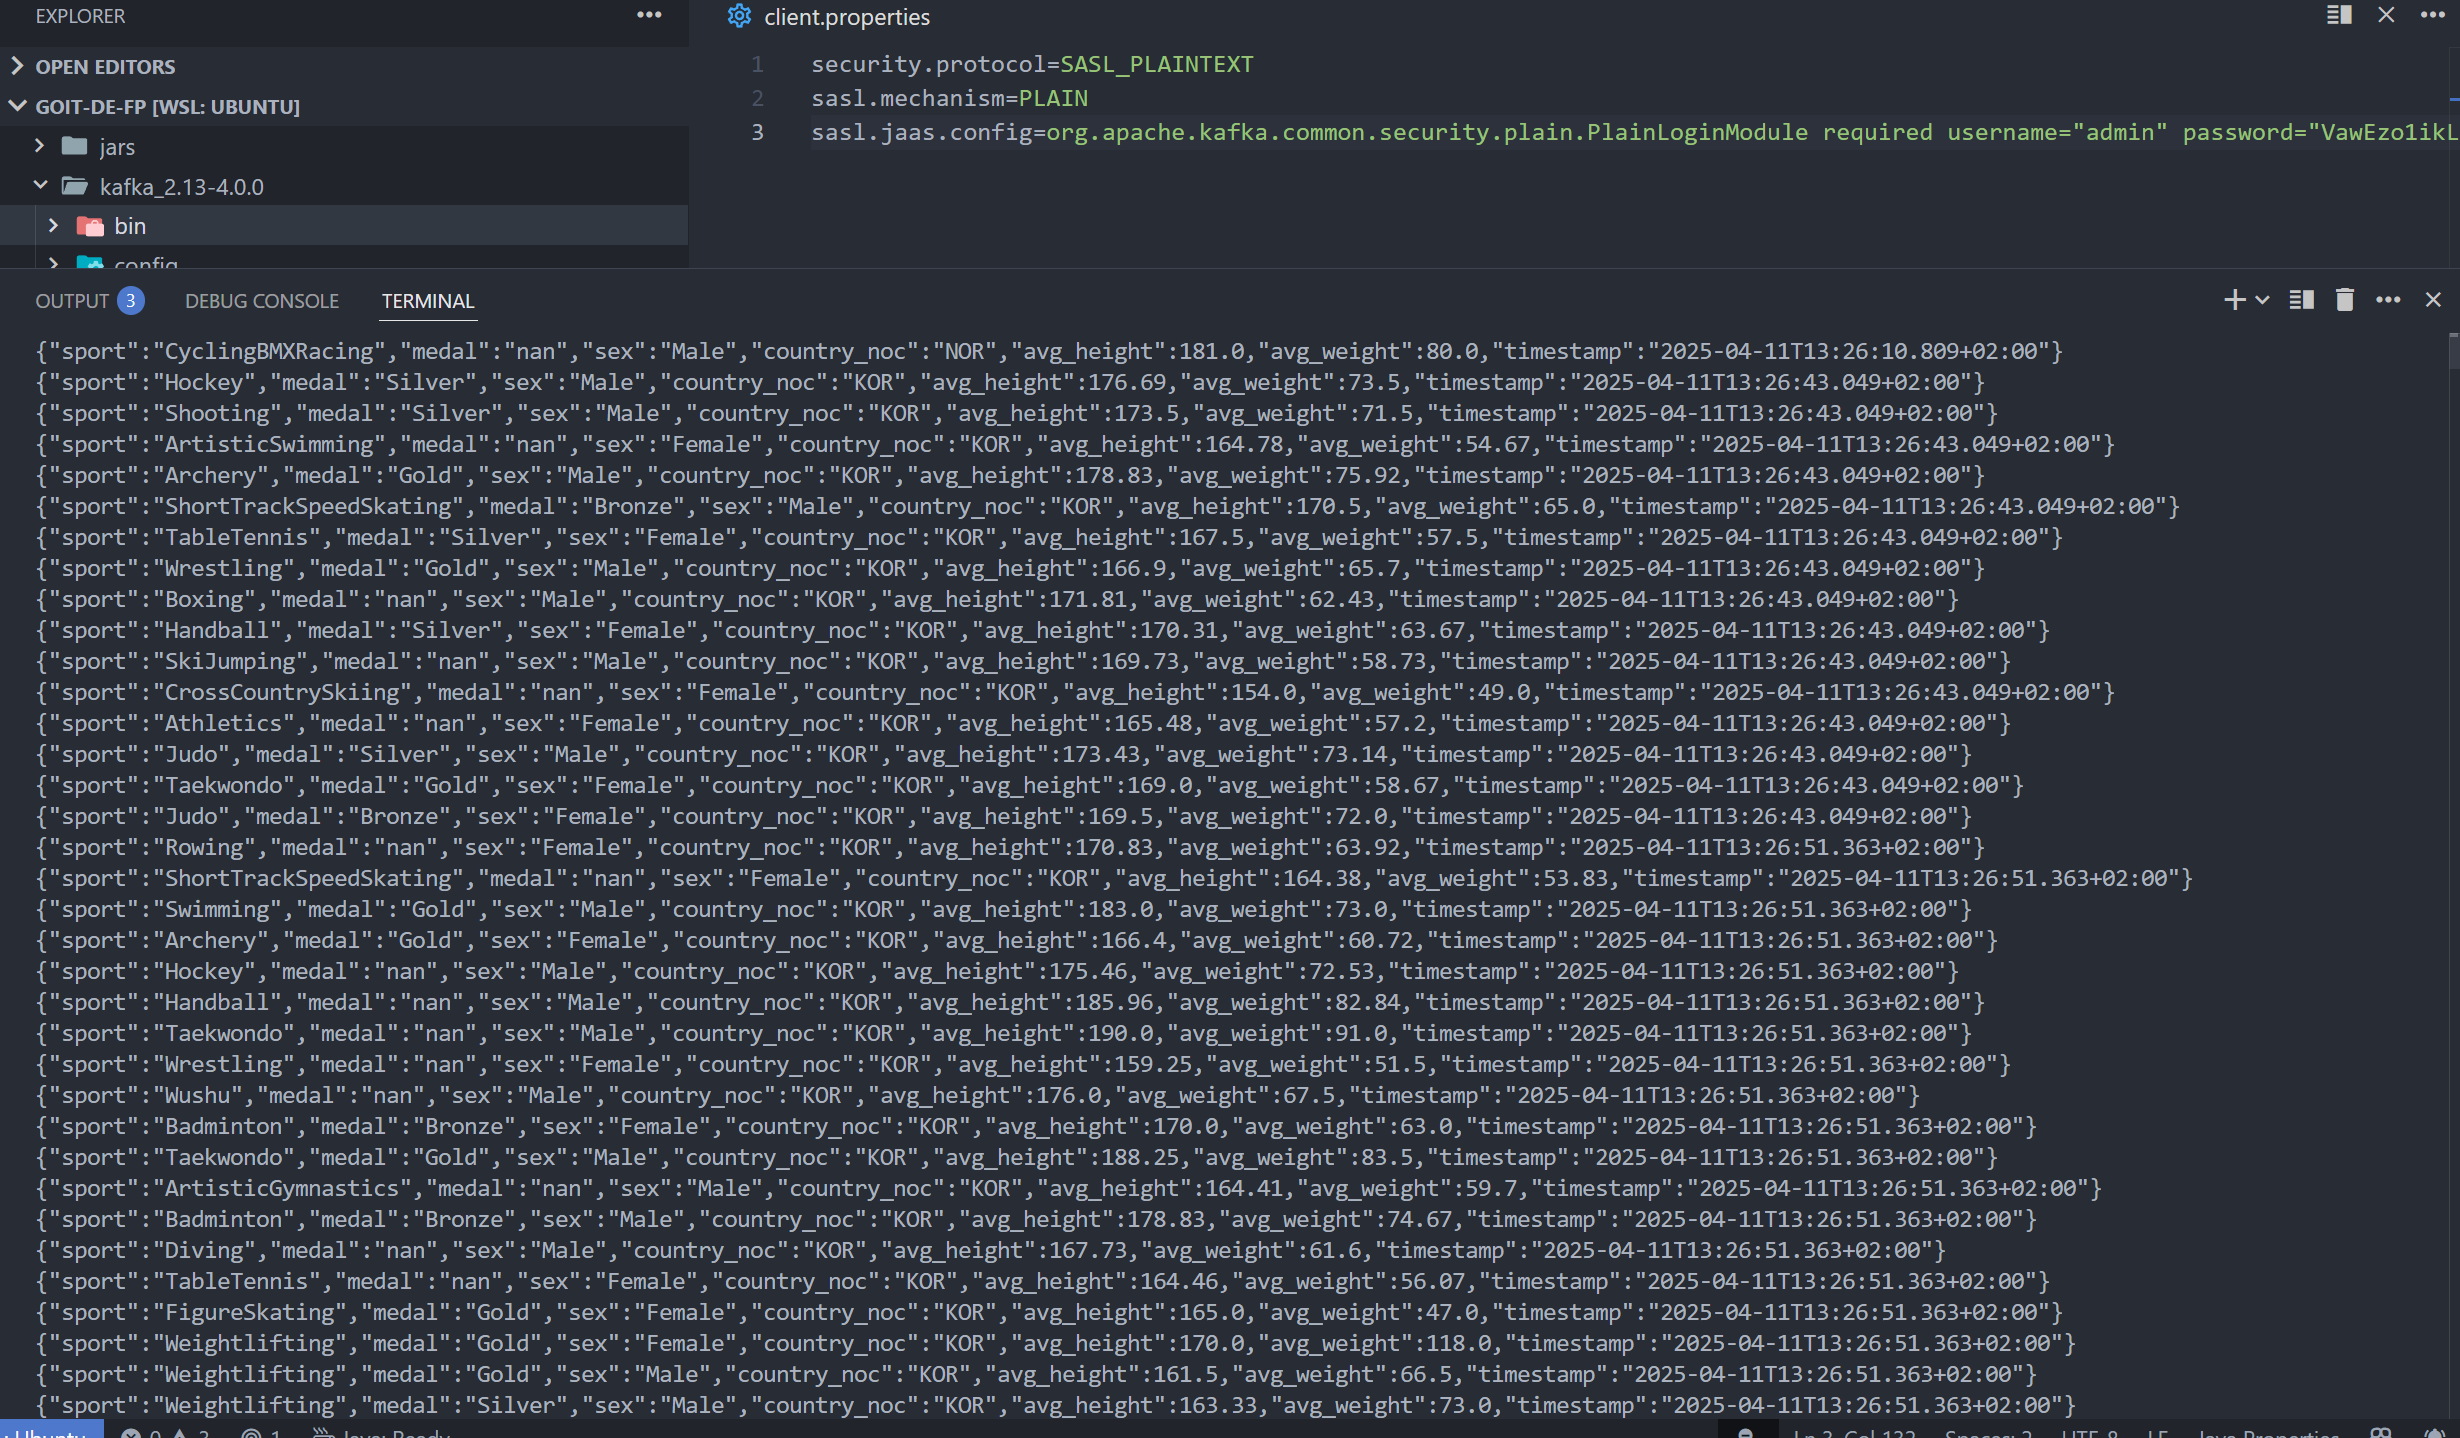 EXPLORER
OPEN EDITORS
GOIT-DE-FP [WSL: UBUNTU]
jars
kafka_2.13-4.0.0
bin
config
client.properties
1 security.protocol=SASL_PLAINTEXT
2 sasl.mechanism=PLAIN
3 sasl.jaas.config=org.apache.kafka.common.security.plain.PlainLoginModule required username="admin" password="VawEzo1ikL
OUTPUT 3 DEBUG CONSOLE TERMINAL
{"sport":"CyclingBMXRacing","medal":"nan","sex":"Male","country_noc":"NOR","avg_height":181.0,"avg_weight":80.0,"timestamp":"2025-04-11T13:26:10.809+02:00"}
{"sport":"Hockey","medal":"Silver","sex":"Male","country_noc":"KOR","avg_height":176.69,"avg_weight":73.5,"timestamp":"2025-04-11T13:26:43.049+02:00"}
{"sport":"Shooting","medal":"Silver","sex":"Male","country_noc":"KOR","avg_height":173.5,"avg_weight":71.5,"timestamp":"2025-04-11T13:26:43.049+02:00"}
{"sport":"ArtisticSwimming","medal":"nan","sex":"Female","country_noc":"KOR","avg_height":164.78,"avg_weight":54.67,"timestamp":"2025-04-11T13:26:43.049+02:00"}
{"sport":"Archery","medal":"Gold","sex":"Male","country_noc":"KOR","avg_height":178.83,"avg_weight":75.92,"timestamp":"2025-04-11T13:26:43.049+02:00"}
{"sport":"ShortTrackSpeedSkating","medal":"Bronze","sex":"Male","country_noc":"KOR","avg_height":170.5,"avg_weight":65.0,"timestamp":"2025-04-11T13:26:43.049+02:00"}
{"sport":"TableTennis","medal":"Silver","sex":"Female","country_noc":"KOR","avg_height":167.5,"avg_weight":57.5,"timestamp":"2025-04-11T13:26:43.049+02:00"}
{"sport":"Wrestling","medal":"Gold","sex":"Male","country_noc":"KOR","avg_height":166.9,"avg_weight":65.7,"timestamp":"2025-04-11T13:26:43.049+02:00"}
{"sport":"Boxing","medal":"nan","sex":"Male","country_noc":"KOR","avg_height":171.81,"avg_weight":62.43,"timestamp":"2025-04-11T13:26:43.049+02:00"}
{"sport":"Handball","medal":"Silver","sex":"Female","country_noc":"KOR","avg_height":170.31,"avg_weight":63.67,"timestamp":"2025-04-11T13:26:43.049+02:00"}
{"sport":"SkiJumping","medal":"nan","sex":"Male","country_noc":"KOR","avg_height":169.73,"avg_weight":58.73,"timestamp":"2025-04-11T13:26:43.049+02:00"}
{"sport":"CrossCountrySkiing","medal":"nan","sex":"Female","country_noc":"KOR","avg_height":154.0,"avg_weight":49.0,"timestamp":"2025-04-11T13:26:43.049+02:00"}
{"sport":"Athletics","medal":"nan","sex":"Female","country_noc":"KOR","avg_height":165.48,"avg_weight":57.2,"timestamp":"2025-04-11T13:26:43.049+02:00"}
{"sport":"Judo","medal":"Silver","sex":"Male","country_noc":"KOR","avg_height":173.43,"avg_weight":73.14,"timestamp":"2025-04-11T13:26:43.049+02:00"}
{"sport":"Taekwondo","medal":"Gold","sex":"Female","country_noc":"KOR","avg_height":169.0,"avg_weight":58.67,"timestamp":"2025-04-11T13:26:43.049+02:00"}
{"sport":"Judo","medal":"Bronze","sex":"Female","country_noc":"KOR","avg_height":169.5,"avg_weight":72.0,"timestamp":"2025-04-11T13:26:43.049+02:00"}
{"sport":"Rowing","medal":"nan","sex":"Female","country_noc":"KOR","avg_height":170.83,"avg_weight":63.92,"timestamp":"2025-04-11T13:26:51.363+02:00"}
{"sport":"ShortTrackSpeedSkating","medal":"nan","sex":"Female","country_noc":"KOR","avg_height":164.38,"avg_weight":53.83,"timestamp":"2025-04-11T13:26:51.363+02:00"}
{"sport":"Swimming","medal":"Gold","sex":"Male","country_noc":"KOR","avg_height":183.0,"avg_weight":73.0,"timestamp":"2025-04-11T13:26:51.363+02:00"}
{"sport":"Archery","medal":"Gold","sex":"Female","country_noc":"KOR","avg_height":166.4,"avg_weight":60.72,"timestamp":"2025-04-11T13:26:51.363+02:00"}
{"sport":"Hockey","medal":"nan","sex":"Male","country_noc":"KOR","avg_height":175.46,"avg_weight":72.53,"timestamp":"2025-04-11T13:26:51.363+02:00"}
{"sport":"Handball","medal":"nan","sex":"Male","country_noc":"KOR","avg_height":185.96,"avg_weight":82.84,"timestamp":"2025-04-11T13:26:51.363+02:00"}
{"sport":"Taekwondo","medal":"nan","sex":"Male","country_noc":"KOR","avg_height":190.0,"avg_weight":91.0,"timestamp":"2025-04-11T13:26:51.363+02:00"}
{"sport":"Wrestling","medal":"nan","sex":"Female","country_noc":"KOR","avg_height":159.25,"avg_weight":51.5,"timestamp":"2025-04-11T13:26:51.363+02:00"}
{"sport":"Wushu","medal":"nan","sex":"Male","country_noc":"KOR","avg_height":176.0,"avg_weight":67.5,"timestamp":"2025-04-11T13:26:51.363+02:00"}
{"sport":"Badminton","medal":"Bronze","sex":"Female","country_noc":"KOR","avg_height":170.0,"avg_weight":63.0,"timestamp":"2025-04-11T13:26:51.363+02:00"}
{"sport":"Taekwondo","medal":"Gold","sex":"Male","country_noc":"KOR","avg_height":188.25,"avg_weight":83.5,"timestamp":"2025-04-11T13:26:51.363+02:00"}
{"sport":"ArtisticGymnastics","medal":"nan","sex":"Male","country_noc":"KOR","avg_height":164.41,"avg_weight":59.7,"timestamp":"2025-04-11T13:26:51.363+02:00"}
{"sport":"Badminton","medal":"Bronze","sex":"Male","country_noc":"KOR","avg_height":178.83,"avg_weight":74.67,"timestamp":"2025-04-11T13:26:51.363+02:00"}
{"sport":"Diving","medal":"nan","sex":"Male","country_noc":"KOR","avg_height":167.73,"avg_weight":61.6,"timestamp":"2025-04-11T13:26:51.363+02:00"}
{"sport":"TableTennis","medal":"nan","sex":"Female","country_noc":"KOR","avg_height":164.46,"avg_weight":56.07,"timestamp":"2025-04-11T13:26:51.363+02:00"}
{"sport":"FigureSkating","medal":"Gold","sex":"Female","country_noc":"KOR","avg_height":165.0,"avg_weight":47.0,"timestamp":"2025-04-11T13:26:51.363+02:00"}
{"sport":"Weightlifting","medal":"Gold","sex":"Female","country_noc":"KOR","avg_height":170.0,"avg_weight":118.0,"timestamp":"2025-04-11T13:26:51.363+02:00"}
{"sport":"Weightlifting","medal":"Gold","sex":"Male","country_noc":"KOR","avg_height":161.5,"avg_weight":66.5,"timestamp":"2025-04-11T13:26:51.363+02:00"}
{"sport":"Weightlifting","medal":"Silver","sex":"Male","country_noc":"KOR","avg_height":163.33,"avg_weight":73.0,"timestamp":"2025-04-11T13:26:51.363+02:00"}
: Ubuntu 0 1 Java: Ready Ln 3, Col 132 Spaces: 2 UTF-8 LF Java Properties